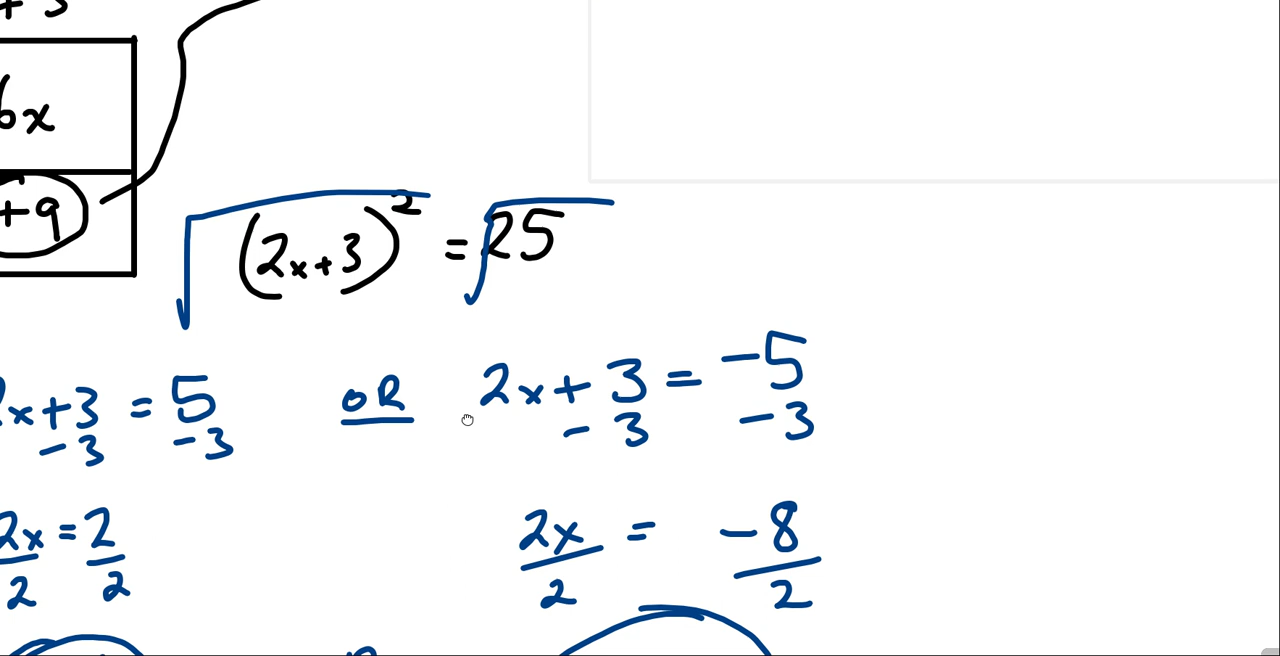 + 3
6x
+9
√(2x+3)² = √25
2x+3 = 5 OR 2x+3 = -5
-3 -3 -3 -3
2x = 2 2x = -8
2 2 2 2